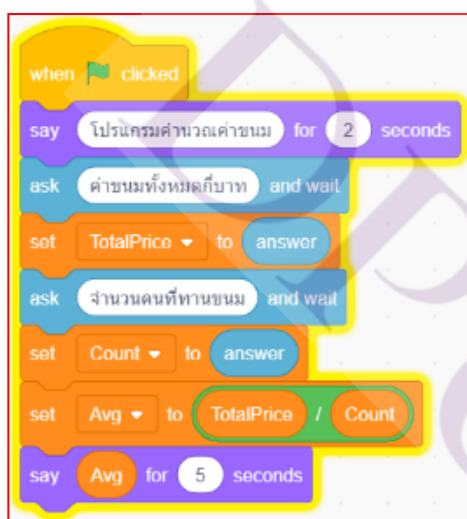 when clicked
say โปรแกรมคำนวณค่าขนม for 2 seconds
ask ค่าขนมทั้งหมดกี่บาท and wait
set TotalPrice to answer
ask จำนวนคนที่ทานขนม and wait
set Count to answer
set Avg to TotalPrice / Count
say Avg for 5 seconds